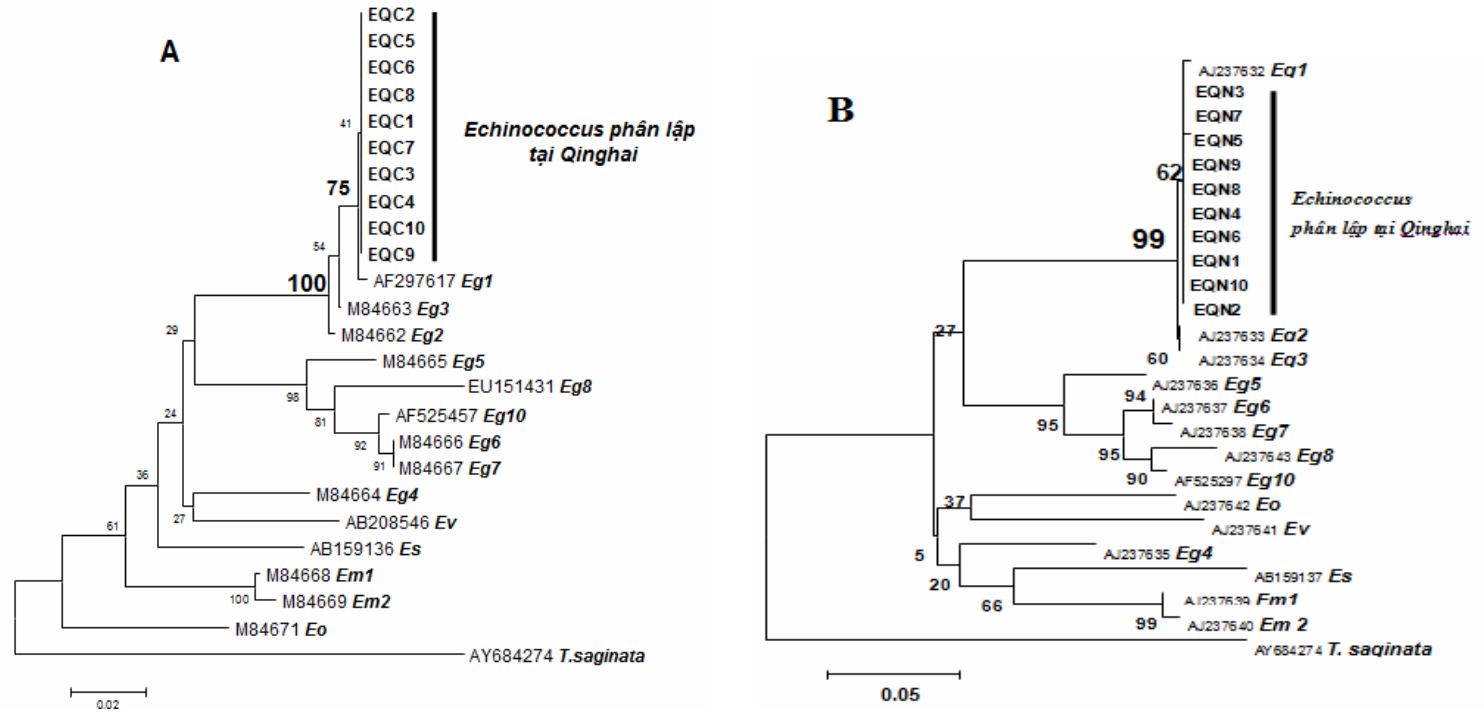 A
EQC2
EQC5
EQC6
EQC8
EQC1
EQC7
EQC3
EQC4
EQC10
EQC9
AF297617 Eg1
M84663 Eg3
M84662 Eg2
M84665 Eg5
EU151431 Eg8
AF525457 Eg10
M84666 Eg6
M84667 Eg7
M84664 Eg4
AB208546 Ev
AB159136 Es
M84668 Em1
M84669 Em2
M84671 Eo
AY684274 T.saginata
Echinococcus phân lập
tại Qinghai
41
75
54
100
29
98
81
92
91
24
27
36
61
100
0.02
B
AJ237632 Eg1
EQN3
EQN7
EQN5
EQN9
EQN8
EQN4
EQN6
EQN1
EQN10
EQN2
AJ237633 Eg2
AJ237634 Eg3
AJ237636 Eg5
AJ237637 Eg6
AJ237638 Eg7
AJ237643 Eg8
AF525297 Eg10
AJ237642 Eo
AJ237641 Ev
AJ237635 Eg4
AB159137 Es
AJ237639 Em1
AJ237640 Em 2
AY684274 T. saginata
Echinococcus
phân lập tại Qinghai
62
99
60
27
94
95
95
90
37
5
20
66
99
0.05